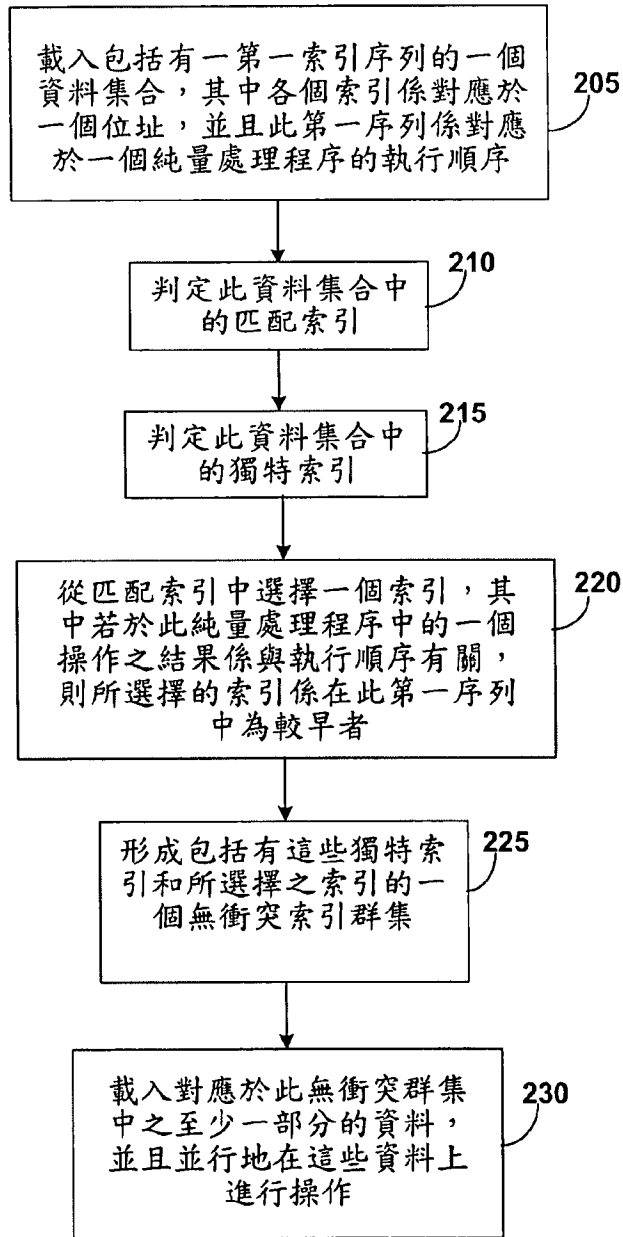 載入包括有一第一索引序列的一個
資料集合，其中各個索引係對應於
一個位址，並且此第一序列係對應
於一個純量處理程序的執行順序
205
判定此資料集合中
的匹配索引
210
判定此資料集合中
的獨特索引
215
從匹配索引中選擇一個索引，其
中若於此純量處理程序中的一個
操作之結果係與執行順序有關，
則所選擇的索引係在此第一序列
中為較早者
220
形成包括有這些獨特索
引和所選擇之索引的一
個無衝突索引群集
225
載入對應於此無衝突群集
中之至少一部分的資料，
並且並行地在這些資料上
進行操作
230